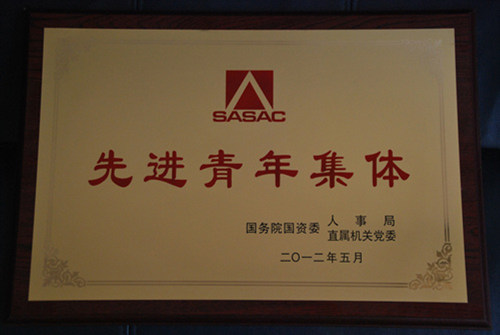 SASAC
先进青年集体
国务院国资委 人事局
直属机关党委
二〇一二年五月